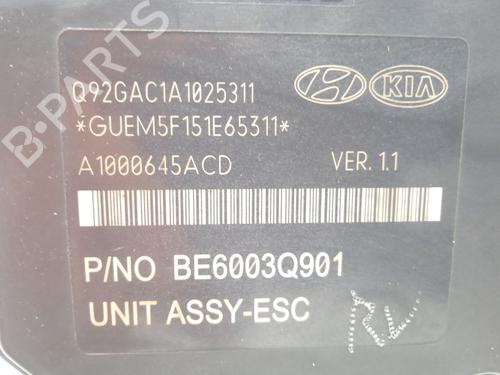 B-PARTS
Q92GAC1A1025311
KIA
*GUEM5F151E65311*
A1000645ACD VER. 1.1
P/NO BE6003Q901
UNIT ASSY-ESC